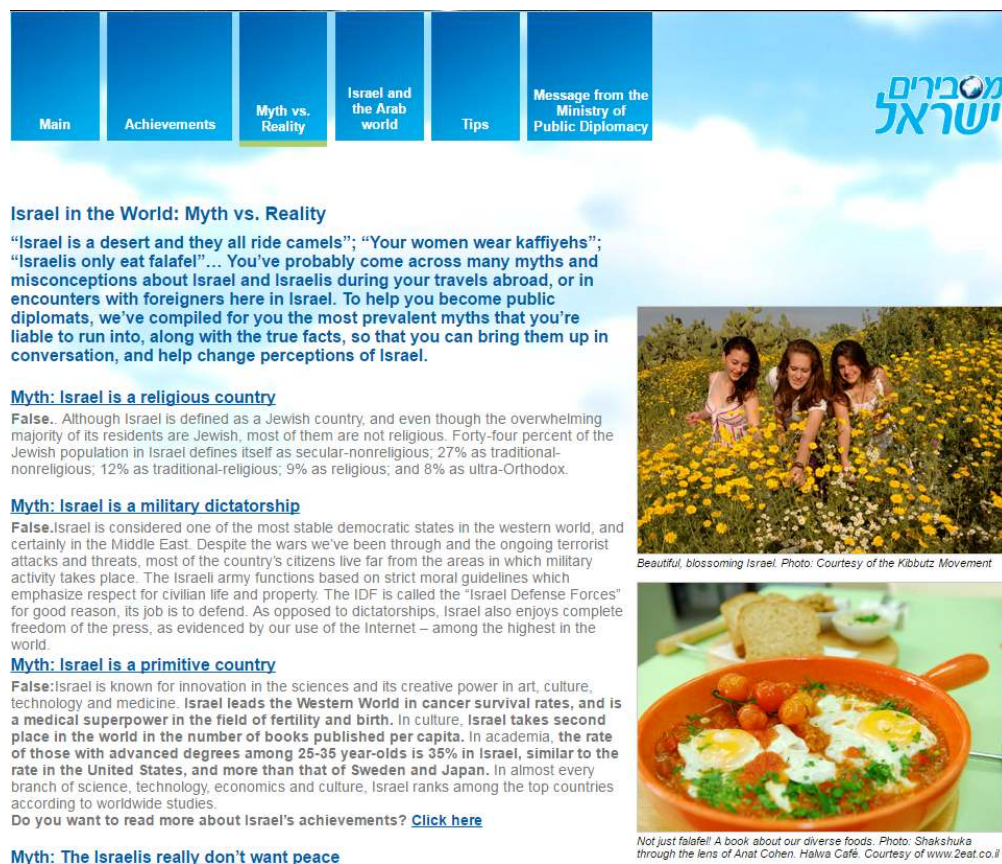 Main
Achievements
Myth vs.
Reality
Israel and
the Arab
world
Tips
Message from the
Ministry of
Public Diplomacy
מסבירים
ישראל
Israel in the World: Myth vs. Reality
“Israel is a desert and they all ride camels”; “Your women wear kaffiyehs”;
“Israelis only eat falafel”… You’ve probably come across many myths and
misconceptions about Israel and Israelis during your travels abroad, or in
encounters with foreigners here in Israel. To help you become public
diplomats, we’ve compiled for you the most prevalent myths that you’re
liable to run into, along with the true facts, so that you can bring them up in
conversation, and help change perceptions of Israel.
Myth: Israel is a religious country
False.. Although Israel is defined as a Jewish country, and even though the overwhelming
majority of its residents are Jewish, most of them are not religious. Forty-four percent of the
Jewish population in Israel defines itself as secular-nonreligious; 27% as traditional-
nonreligious; 12% as traditional-religious; 9% as religious; and 8% as ultra-Orthodox.
Myth: Israel is a military dictatorship
False.Israel is considered one of the most stable democratic states in the western world, and
certainly in the Middle East. Despite the wars we’ve been through and the ongoing terrorist
attacks and threats, most of the country’s citizens live far from the areas in which military
activity takes place. The Israeli army functions based on strict moral guidelines which
emphasize respect for civilian life and property. The IDF is called the “Israel Defense Forces”
for good reason, its job is to defend. As opposed to dictatorships, Israel also enjoys complete
freedom of the press, as evidenced by our use of the Internet – among the highest in the
world.
Myth: Israel is a primitive country
False:Israel is known for innovation in the sciences and its creative power in art, culture,
technology and medicine. Israel leads the Western World in cancer survival rates, and is
a medical superpower in the field of fertility and birth. In culture, Israel takes second
place in the world in the number of books published per capita. In academia, the rate
of those with advanced degrees among 25-35 year-olds is 35% in Israel, similar to the
rate in the United States, and more than that of Sweden and Japan. In almost every
branch of science, technology, economics and culture, Israel ranks among the top countries
according to worldwide studies.
Do you want to read more about Israel’s achievements? Click here
Myth: The Israelis really don’t want peace
Beautiful, blossoming Israel. Photo: Courtesy of the Kibbutz Movement
Not just falafel! A book about our diverse foods. Photo: Shakshuka
through the lens of Anat Cohen. Halwa Café. Courtesy of www.2eat.co.il